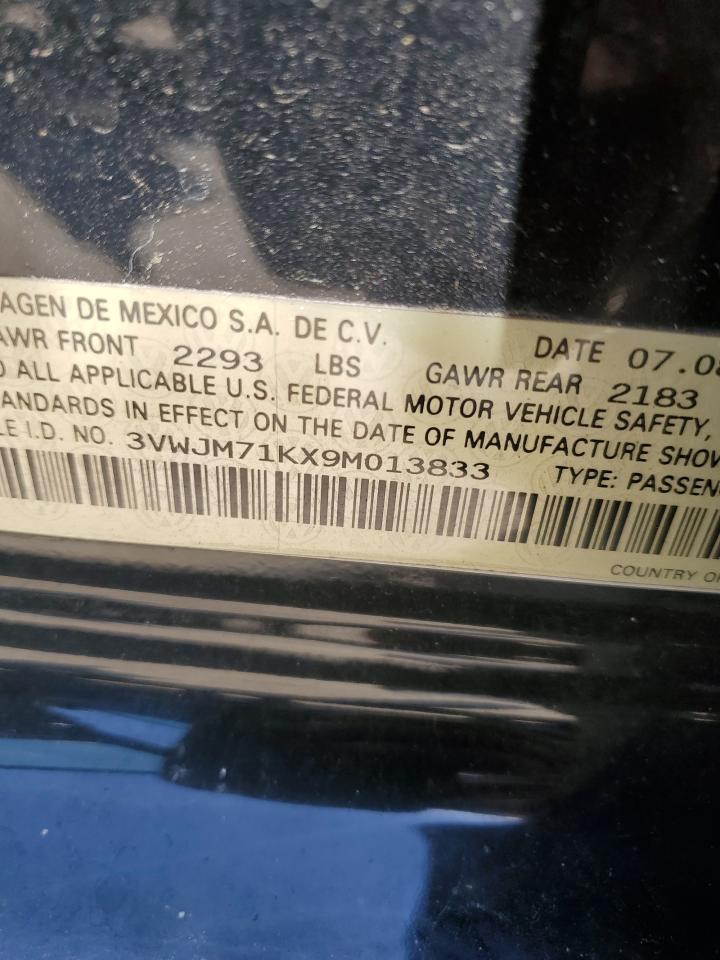 AGEN DE MEXICO S.A. DE C.V. DATE 07.08
AWR FRONT 2293 LBS GAWR REAR 2183
O ALL APPLICABLE U.S. FEDERAL MOTOR VEHICLE SAFETY,
ANDARDS IN EFFECT ON THE DATE OF MANUFACTURE SHOW
LE I.D. NO. 3VWJM71KX9M013833 TYPE: PASSEN
COUNTRY O